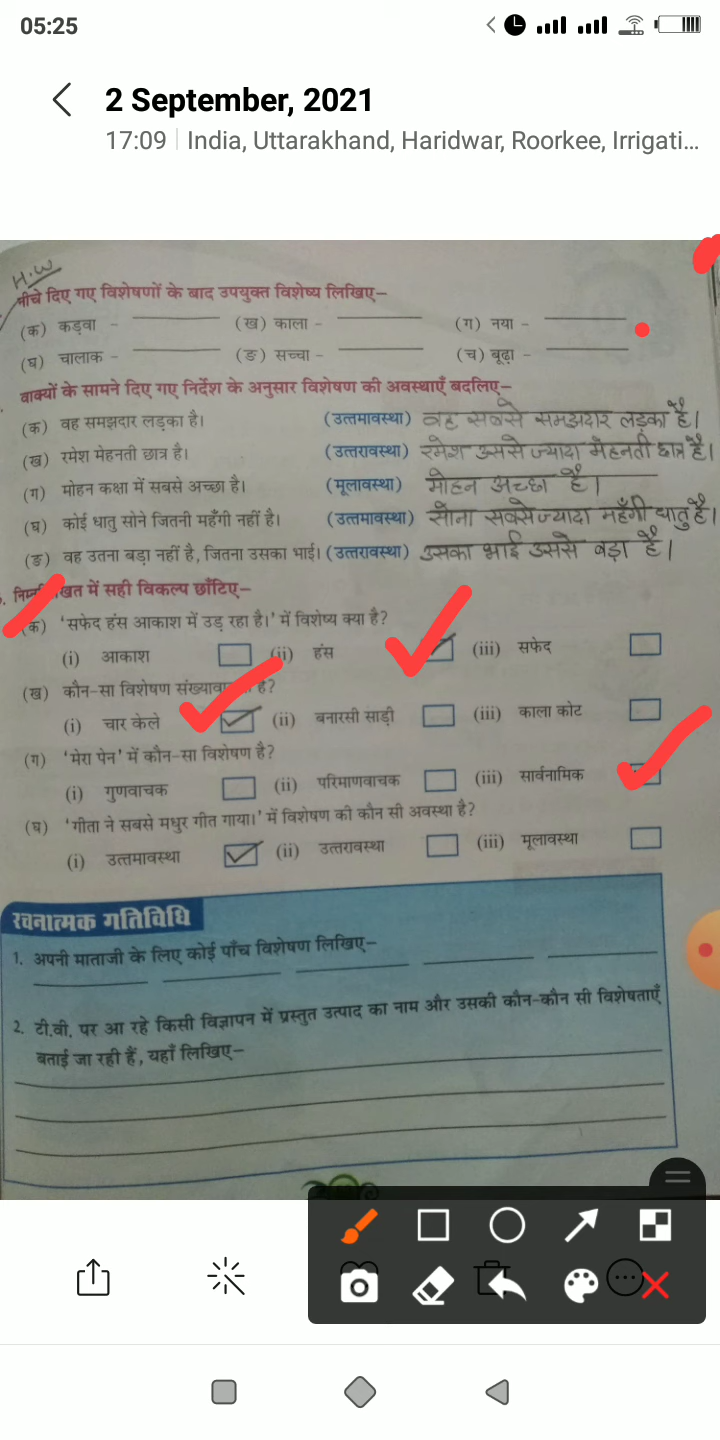 05:25
2 September, 2021
17:09 India, Uttarakhand, Haridwar, Roorkee, Irrigati...
H.W
नीचे दिए गए विशेषणों के बाद उपयुक्त विशेष्य लिखिए–
(क) कड़वा - (ख) काला - (ग) नया -
(घ) चालाक - (ङ) सच्चा - (च) बूढ़ा -
वाक्यों के सामने दिए गए निर्देश के अनुसार विशेषण की अवस्थाएँ बदलिए–
(क) वह समझदार लड़का है। (उत्तमावस्था) वह सबसे समझदार लड़का है।
(ख) रमेश मेहनती छात्र है। (उत्तरावस्था) रमेश उससे ज्यादा मेहनती छात्र है।
(ग) मोहन कक्षा में सबसे अच्छा है। (मूलावस्था) मोहन अच्छा है।
(घ) कोई धातु सोने जितनी महँगी नहीं है। (उत्तमावस्था) सोना सबसे ज्यादा महँगी धातु है।
(ङ) वह उतना बड़ा नहीं है, जितना उसका भाई। (उत्तरावस्था) उसका भाई उससे बड़ा है।
में सही विकल्प छाँटिए–
क) 'सफेद हंस आकाश में उड़ रहा है।' में विशेष्य क्या है?
(i) आकाश (ii) हंस (iii) सफेद
(ख) कौन-सा विशेषण है?
(i) चार केले (ii) बनारसी साड़ी (iii) काला कोट
(ग) 'मेरा पेन' में कौन-सा विशेषण है?
(i) गुणवाचक (ii) परिमाणवाचक (iii) सार्वनामिक
(घ) 'गीता ने सबसे मधुर गीत गाया।' में विशेषण की कौन सी अवस्था है?
(i) उत्तमावस्था (ii) उत्तरावस्था (iii) मूलावस्था
रचनात्मक गतिविधि
1. अपनी माताजी के लिए कोई पाँच विशेषण लिखिए–
2. टी.वी. पर आ रहे किसी विज्ञापन में प्रस्तुत उत्पाद का नाम और उसकी कौन-कौन सी विशेषताएँ
बताई जा रही हैं, यहाँ लिखिए–